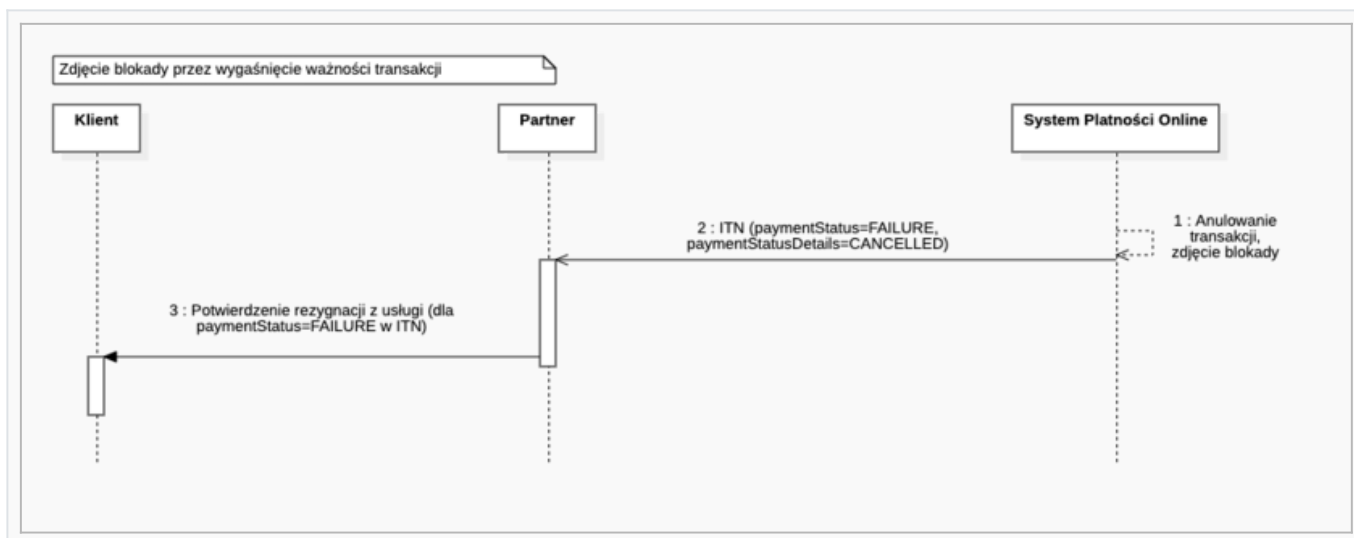 Zdjęcie blokady przez wygaśnięcie ważności transakcji
Klient
Partner
System Płatności Online
1 : Anulowanie
transakcji,
zdjęcie blokady
2 : ITN (paymentStatus=FAILURE,
paymentStatusDetails=CANCELLED)
3 : Potwierdzenie rezygnacji z usługi (dla
paymentStatus=FAILURE w ITN)